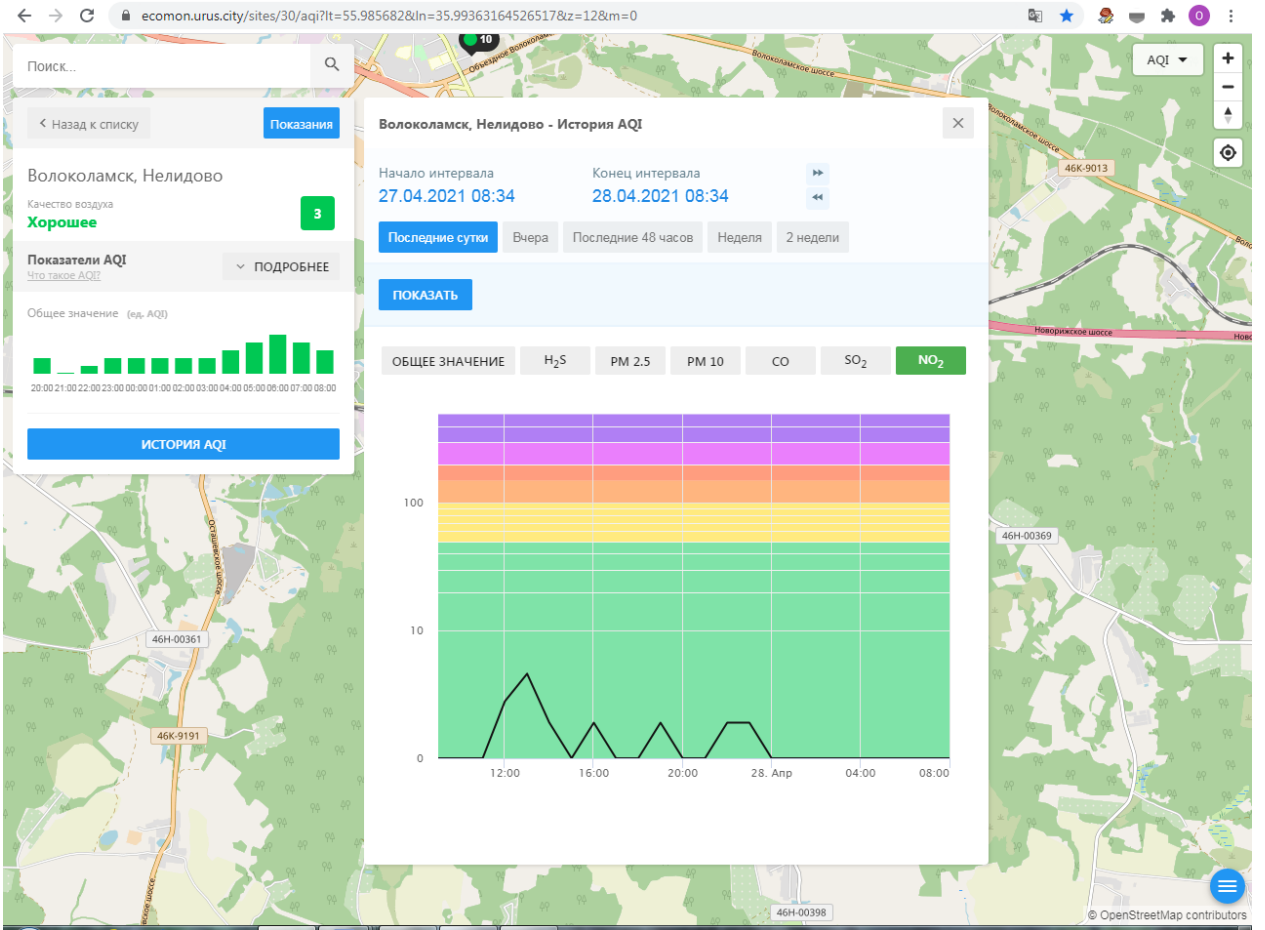 ecomon.urus.city/sites/30/aqi?lt=55.985682&ln=35.99363164526517&z=12&m=0
О
Поиск...
10
Объездное Волоколамск
Волоколамское шоссе
AQI
Назад к списку
Показания
Волоколамск, Нелидово - История AQI
Волоколамск, Нелидово
Качество воздуха
Хорошее
3
Начало интервала
Конец интервала
27.04.2021 08:34
28.04.2021 08:34
46К-9013
Последние сутки
Вчера
Последние 48 часов
Неделя
2 недели
Показатели AQI
Что такое AQI?
ПОДРОБНЕЕ
ПОКАЗАТЬ
Общее значение (ед. AQI)
20:00 21:00 22:00 23:00 00:00 01:00 02:00 03:00 04:00 05:00 06:00 07:00 08:00
Новорижское шоссе
ОБЩЕЕ ЗНАЧЕНИЕ
H2S
PM 2.5
PM 10
CO
SO2
NO2
ИСТОРИЯ AQI
100
10
0
12:00
16:00
20:00
28. Апр
04:00
08:00
Осташевское шоссе
46Н-00369
46Н-00361
46К-9191
46Н-00398
© OpenStreetMap contributors